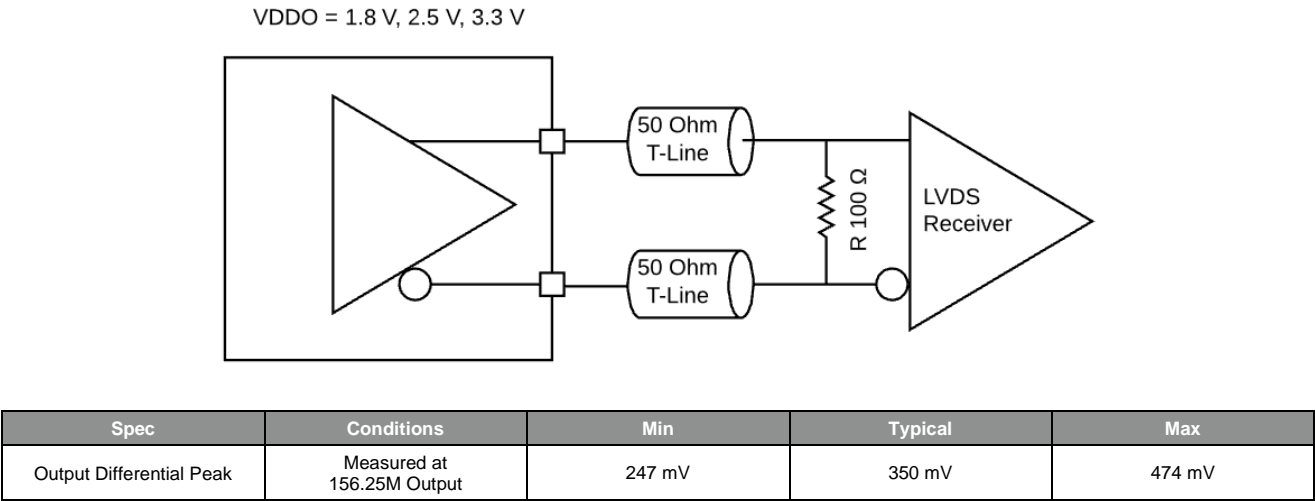 VDDO = 1.8 V, 2.5 V, 3.3 V
50 Ohm
T-Line
R 100 Ω
LVDS
Receiver
50 Ohm
T-Line
Spec Conditions Min Typical Max
Output Differential Peak Measured at 247 mV 350 mV 474 mV
156.25M Output